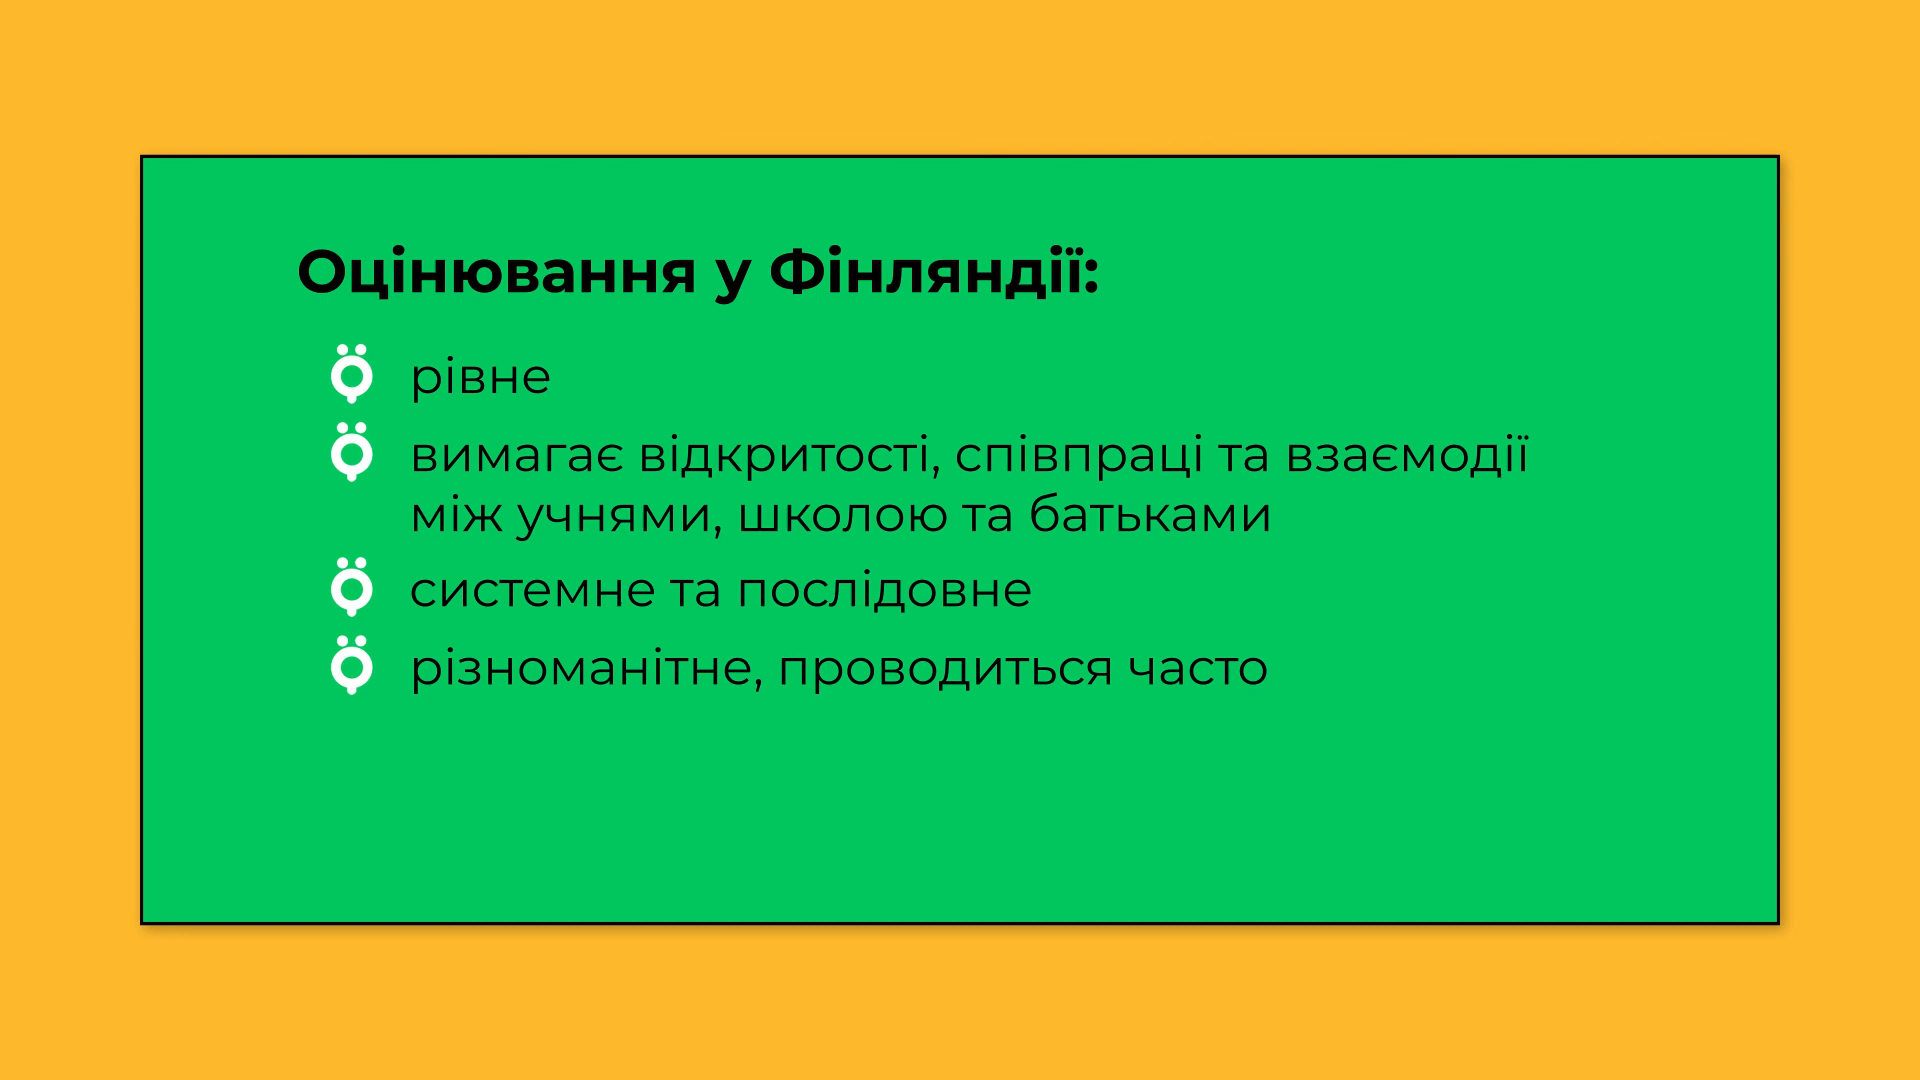 Оцінювання у Фінляндії:
рівне
вимагає відкритості, співпраці та взаємодії
між учнями, школою та батьками
системне та послідовне
різноманітне, проводиться часто